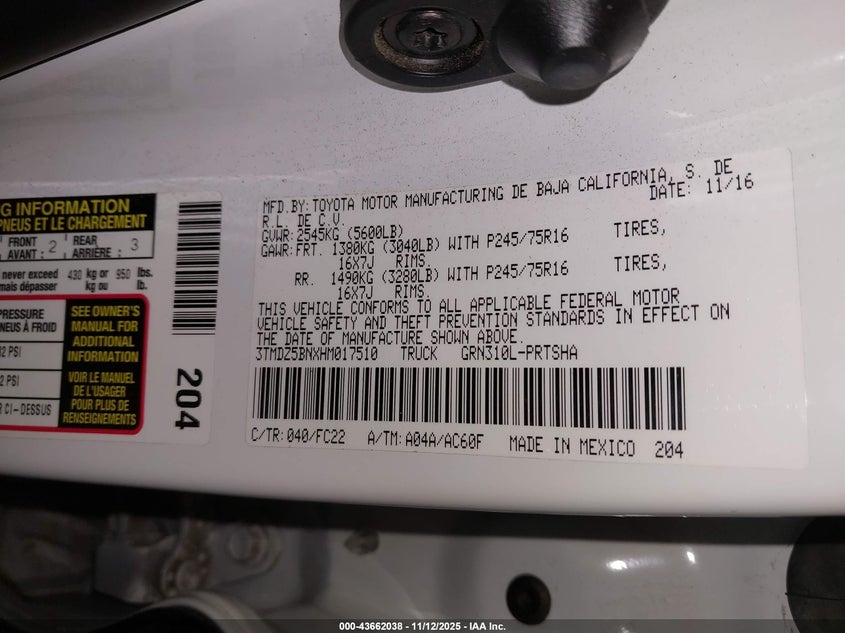 G INFORMATION
PNEUS ET LE CHARGEMENT
FRONT AVANT : 2 REAR ARRIÈRE : 3
never exceed 430 kg or 950 lbs.
mais dépasser kg ou lb.
PRESSURE
NEUS À FROID
2 PSI
2 PSI
R CI-DESSUS
SEE OWNER'S
MANUAL FOR
ADDITIONAL
INFORMATION
VOIR LE MANUEL
DE L'USAGER
POUR PLUS DE
RENSEIGNEMENTS
204
MFD.BY:TOYOTA MOTOR MANUFACTURING DE BAJA CALIFORNIA, S. DE
R.L. DE C.V. DATE: 11/16
GVWR:2545KG (5600LB)
GAWR:FRT. 1380KG (3040LB) WITH P245/75R16 TIRES,
16X7J RIMS.
RR. 1490KG (3280LB) WITH P245/75R16 TIRES,
16X7J RIMS.
THIS VEHICLE CONFORMS TO ALL APPLICABLE FEDERAL MOTOR
VEHICLE SAFETY AND THEFT PREVENTION STANDARDS IN EFFECT ON
THE DATE OF MANUFACTURE SHOWN ABOVE.
3TMDZ5BNXHM017510 TRUCK GRN310L-PRTSHA
C/TR:040/FC22 A/TM:A04A/AC60F MADE IN MEXICO 204
000-43662038 - 11/12/2025 - IAA Inc.